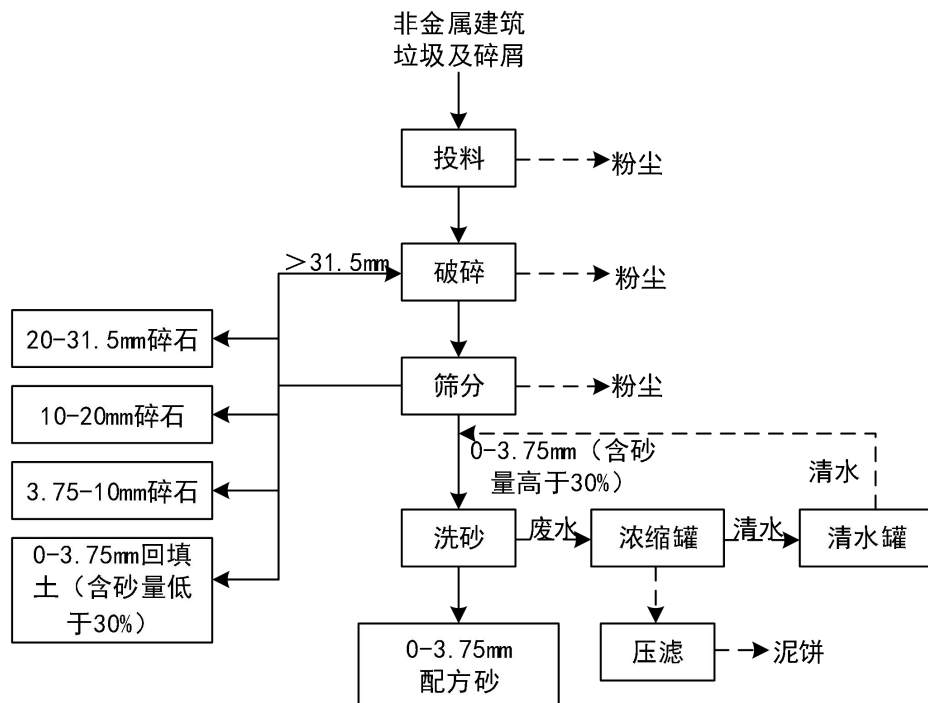 非金属建筑
垃圾及碎屑
投料
粉尘
>31.5mm
破碎
粉尘
20-31.5mm碎石
筛分
粉尘
10-20mm碎石
0-3.75mm（含砂
量高于30%）
清水
3.75-10mm碎石
洗砂
废水
浓缩罐
清水
清水罐
0-3.75mm回填
土（含砂量低
于30%）
0-3.75mm
配方砂
压滤
泥饼